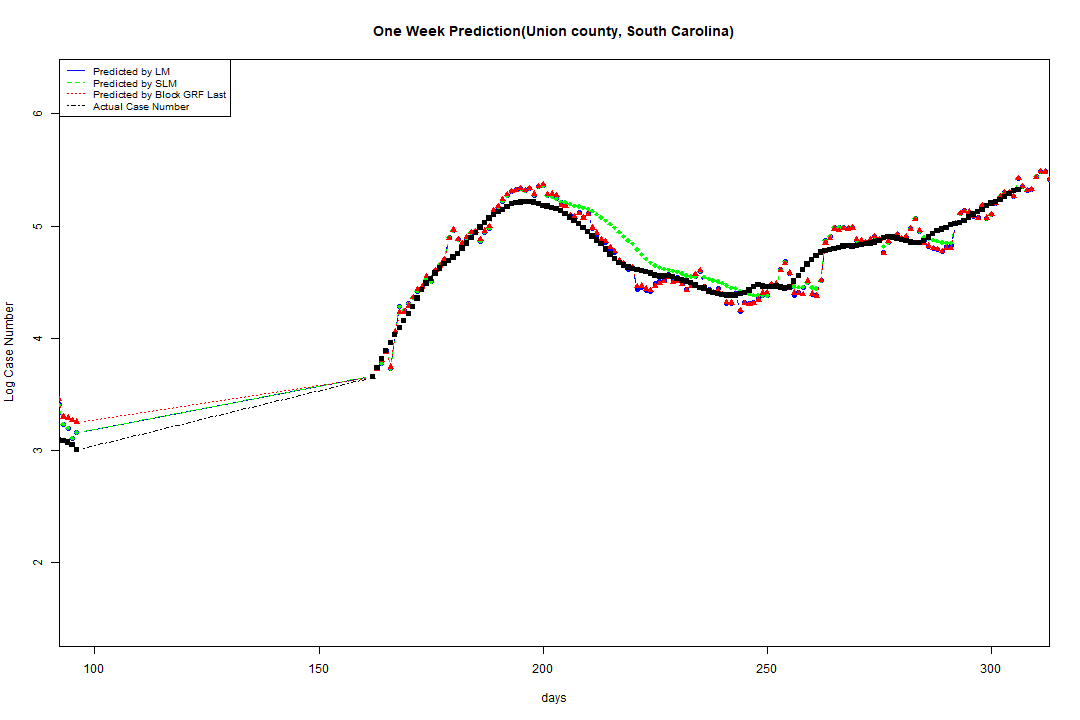 One Week Prediction(Union county, South Carolina)
Predicted by LM
Predicted by SLM
Predicted by Block GRF Last
Actual Case Number
6
5
4
3
2
Log Case Number
100 150 200 250 300
days